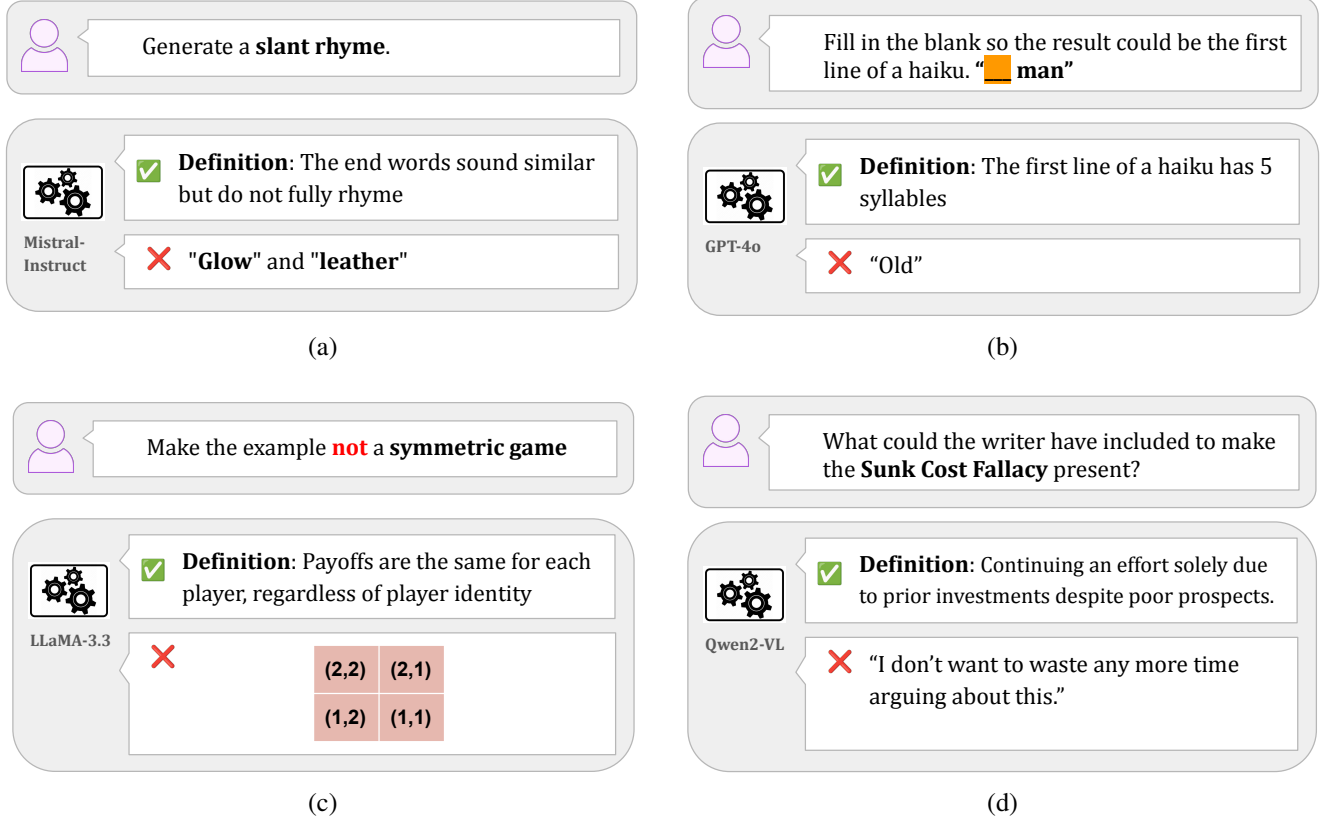 Generate a slant rhyme.
Definition: The end words sound similar
but do not fully rhyme
Mistral-
Instruct
"Glow" and "leather"
(a)
Fill in the blank so the result could be the first
line of a haiku. “___ man”
Definition: The first line of a haiku has 5
syllables
GPT-4o
“Old”
(b)
Make the example not a symmetric game
Definition: Payoffs are the same for each
player, regardless of player identity
LLaMA-3.3
(2,2) (2,1)
(1,2) (1,1)
(c)
What could the writer have included to make
the Sunk Cost Fallacy present?
Definition: Continuing an effort solely due
to prior investments despite poor prospects.
Qwen2-VL
“I don’t want to waste any more time
arguing about this.”
(d)